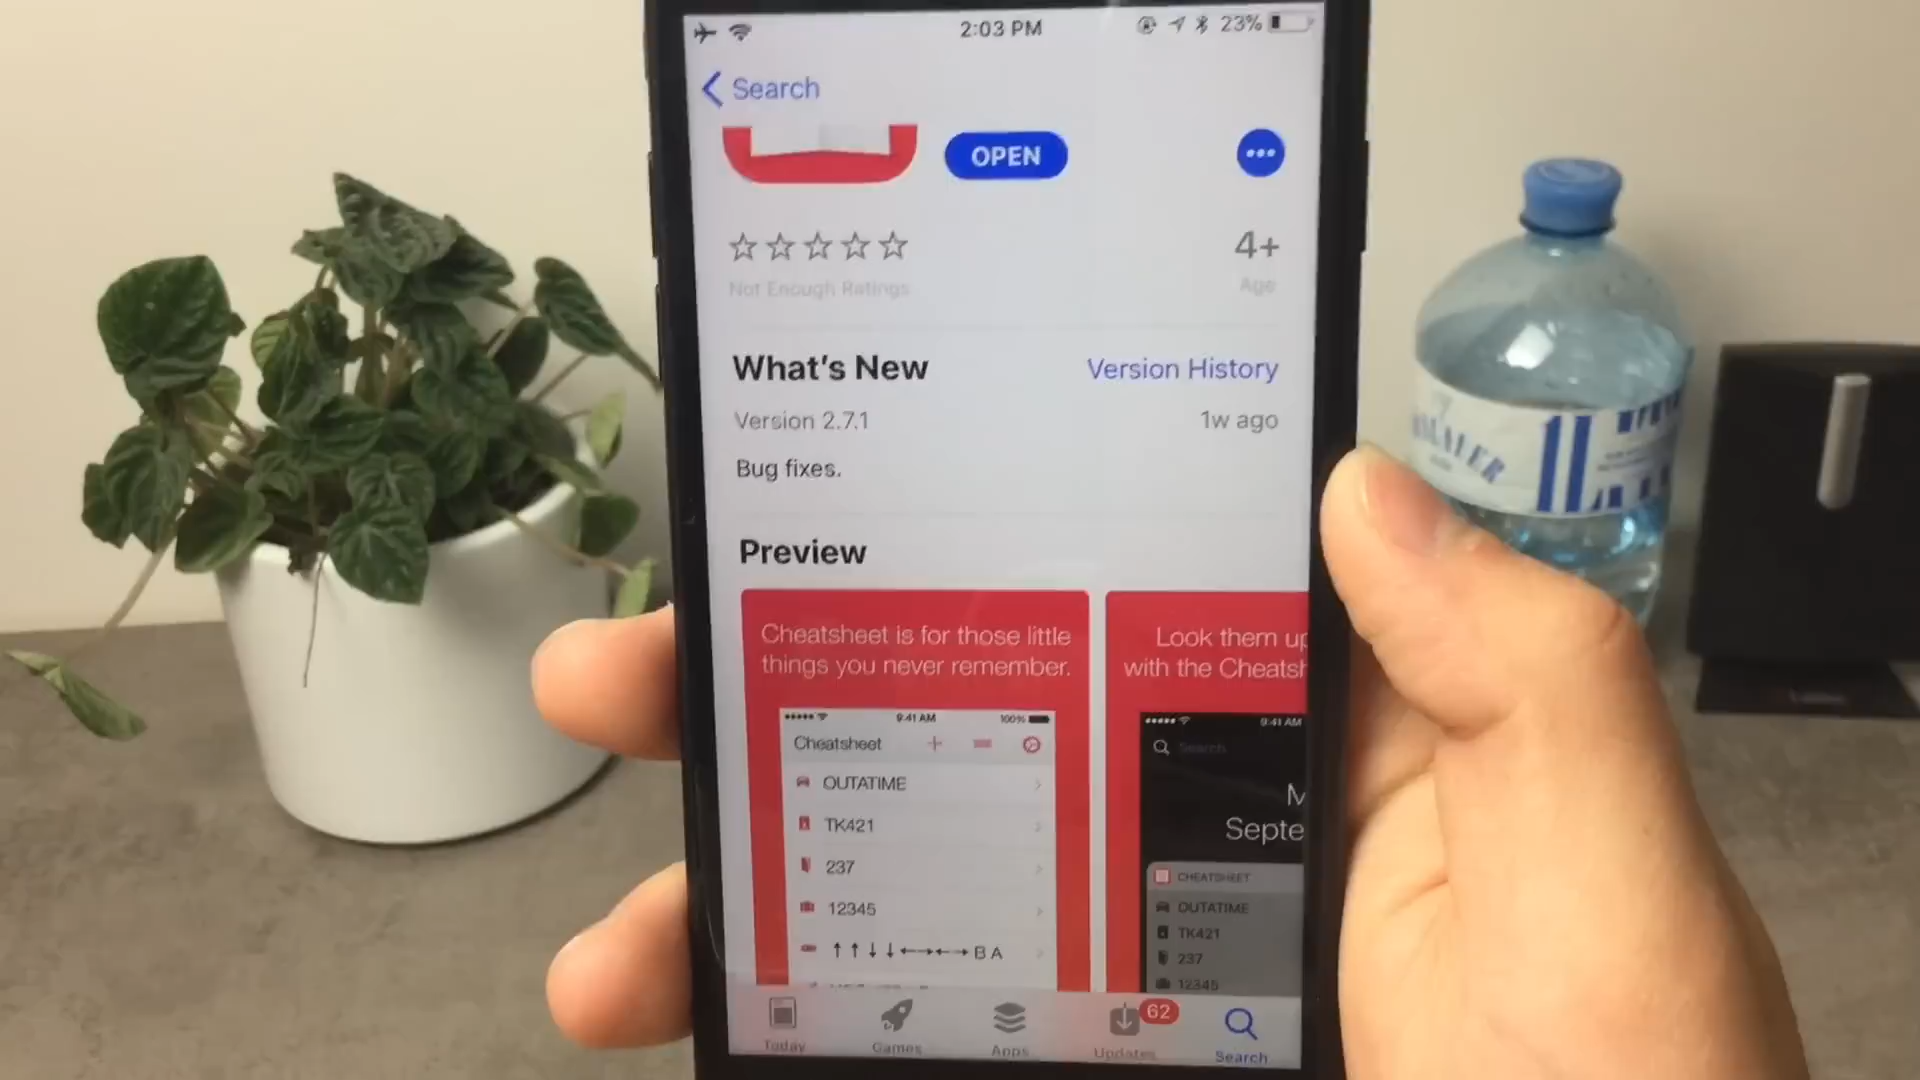 2:03 PM
23%
Search
OPEN
4+
Not Enough Ratings
Age
What's New
Version History
Version 2.7.1
1w ago
Bug fixes.
Preview
Cheatsheet is for those little
things you never remember.
9:41 AM
100%
Cheatsheet
OUTATIME
TK421
237
12345
↑ ↑ ↓ ↓ ←→←→ B A
Look them up
with the Cheatsh
9:41 AM
Search
M
Septe
CHEATSHEET
OUTATIME
TK421
237
12345
Today
Games
Apps
Updates
62
Search
1L